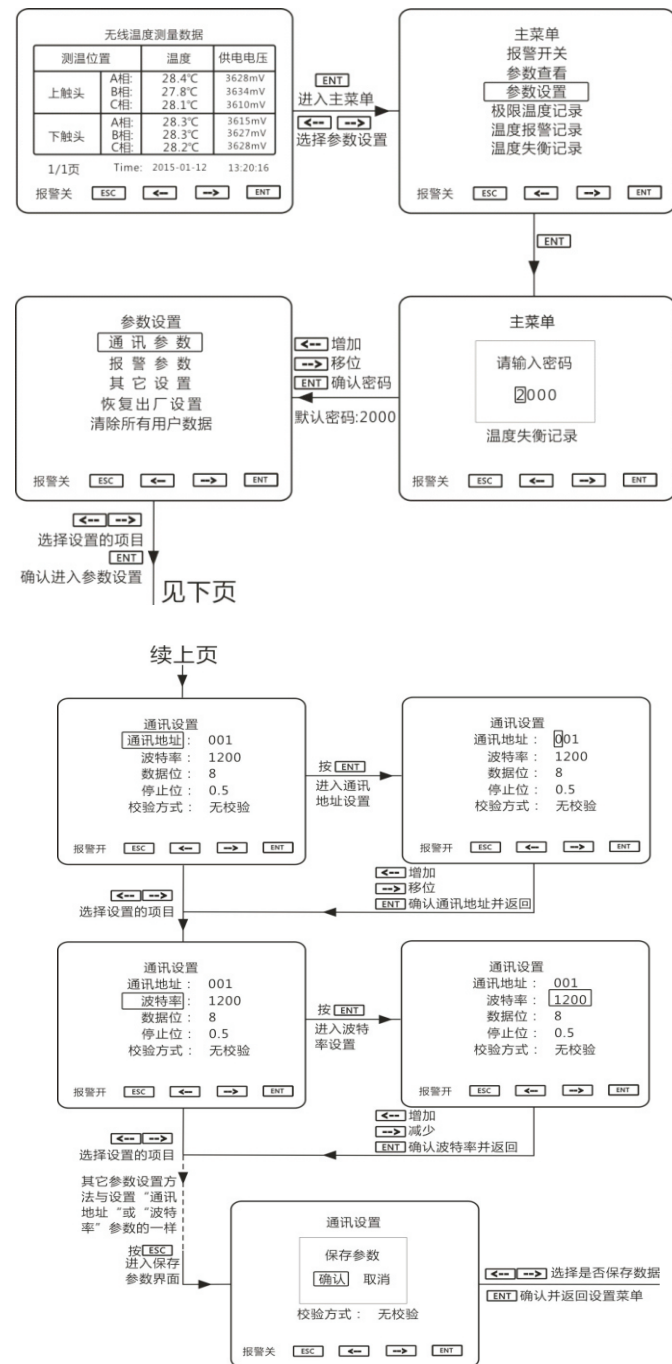 无线温度测量数据
测温位置 温度 供电电压
上触头 A相: 28.4℃ 3628mV
B相: 27.8℃ 3634mV
C相: 28.1℃ 3610mV
下触头 A相: 28.3℃ 3615mV
B相: 28.3℃ 3627mV
C相: 28.2℃ 3628mV
1/1页 Time: 2015-01-12 13:20:16
报警关 ESC <-- --> ENT
ENT
进入主菜单
<-- -->
选择参数设置
主菜单
报警开关
参数查看
参数设置
极限温度记录
温度报警记录
温度失衡记录
报警关 ESC <-- --> ENT
ENT
主菜单
请输入密码
2000
温度失衡记录
报警关 ESC <-- --> ENT
<-- 增加
--> 移位
ENT 确认密码
默认密码:2000
参数设置
通讯参数
报警参数
其它设置
恢复出厂设置
清除所有用户数据
报警关 ESC <-- --> ENT
<-- -->
选择设置的项目
ENT
确认进入参数设置
见下页
续上页
通讯设置
通讯地址： 001
波特率： 1200
数据位： 8
停止位： 0.5
校验方式： 无校验
报警开 ESC <-- --> ENT
按 ENT
进入通讯
地址设置
通讯设置
通讯地址： 001
波特率： 1200
数据位： 8
停止位： 0.5
校验方式： 无校验
报警开 ESC <-- --> ENT
<-- 增加
--> 移位
ENT 确认通讯地址并返回
<-- -->
选择设置的项目
通讯设置
通讯地址： 001
波特率： 1200
数据位： 8
停止位： 0.5
校验方式： 无校验
报警开 ESC <-- --> ENT
按 ENT
进入波特
率设置
通讯设置
通讯地址： 001
波特率： 1200
数据位： 8
停止位： 0.5
校验方式： 无校验
报警开 ESC <-- --> ENT
<-- 增加
--> 减少
ENT 确认波特率并返回
<-- -->
选择设置的项目
其它参数设置方
法与设置“通讯
地址“或“波特
率”参数的一样
按 ESC
进入保存
参数界面
通讯设置
保存参数
确认 取消
校验方式： 无校验
报警关 ESC <-- --> ENT
<-- --> 选择是否保存数据
ENT 确认并返回设置菜单